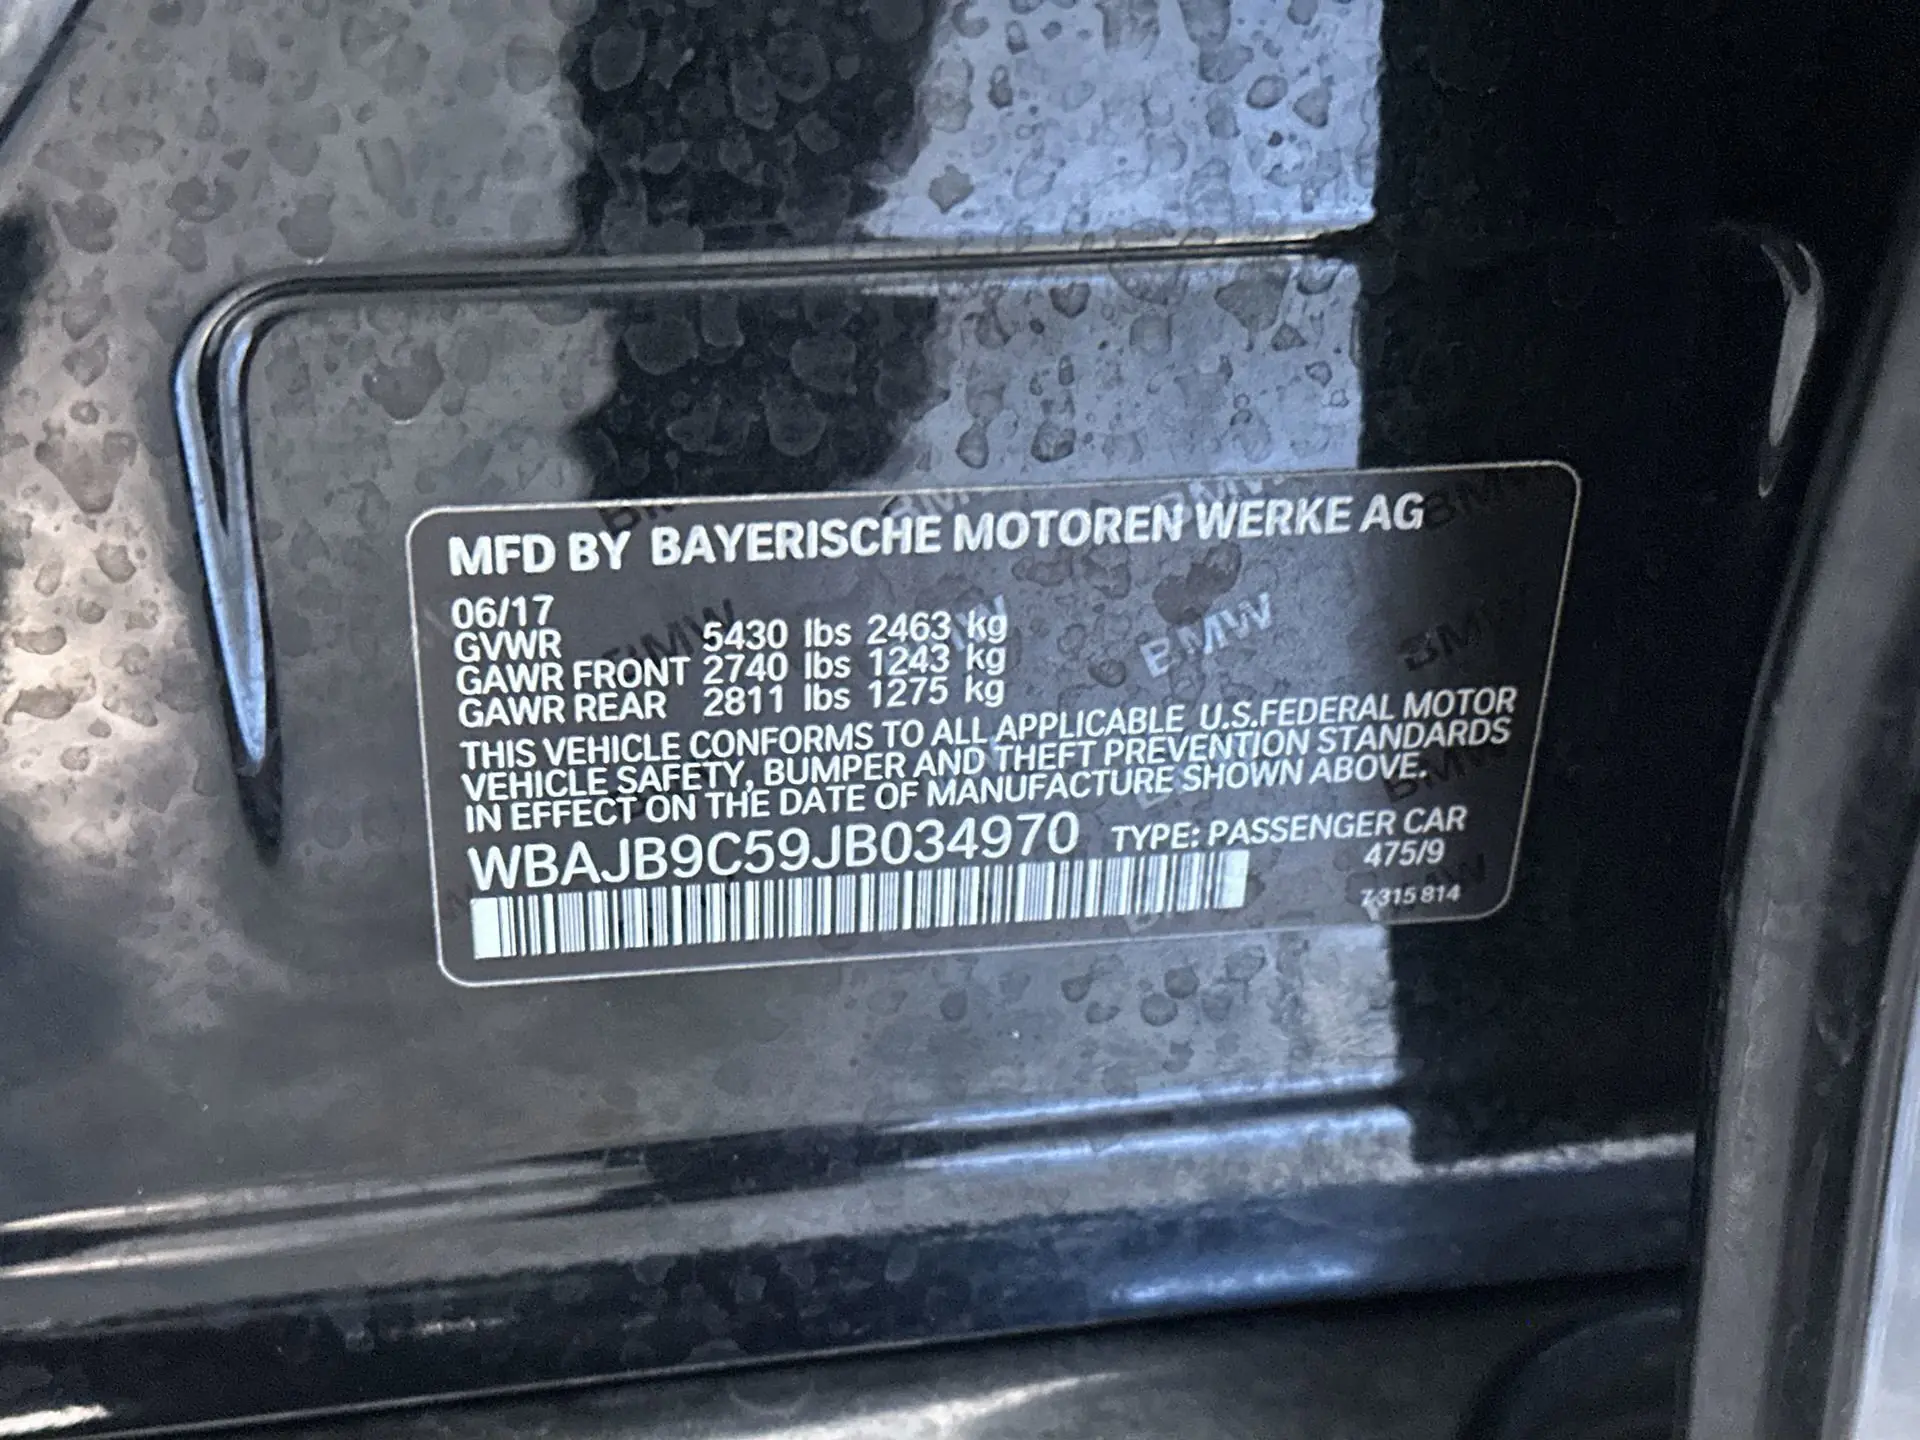 MFD BY BAYERISCHE MOTOREN WERKE AG
06/17
GVWR 5430 lbs 2463 kg
GAWR FRONT 2740 lbs 1243 kg
GAWR REAR 2811 lbs 1275 kg
THIS VEHICLE CONFORMS TO ALL APPLICABLE U.S.FEDERAL MOTOR
VEHICLE SAFETY, BUMPER AND THEFT PREVENTION STANDARDS
IN EFFECT ON THE DATE OF MANUFACTURE SHOWN ABOVE.
WBAJB9C59JB034970 TYPE: PASSENGER CAR
475/9
7 315 814